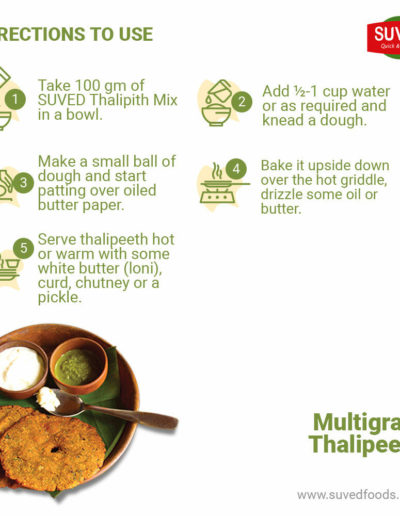 RECTIONS TO USE
SUVE
Quick &
1
Take 100 gm of
SUVED Thalipith Mix
in a bowl.
2
Add ½-1 cup water
or as required and
knead a dough.
3
Make a small ball of
dough and start
patting over oiled
butter paper.
4
Bake it upside down
over the hot griddle,
drizzle some oil or
butter.
5
Serve thalipeeth hot
or warm with some
white butter (loni),
curd, chutney or a
pickle.
Multigra
Thalipee
www.suvedfoods.